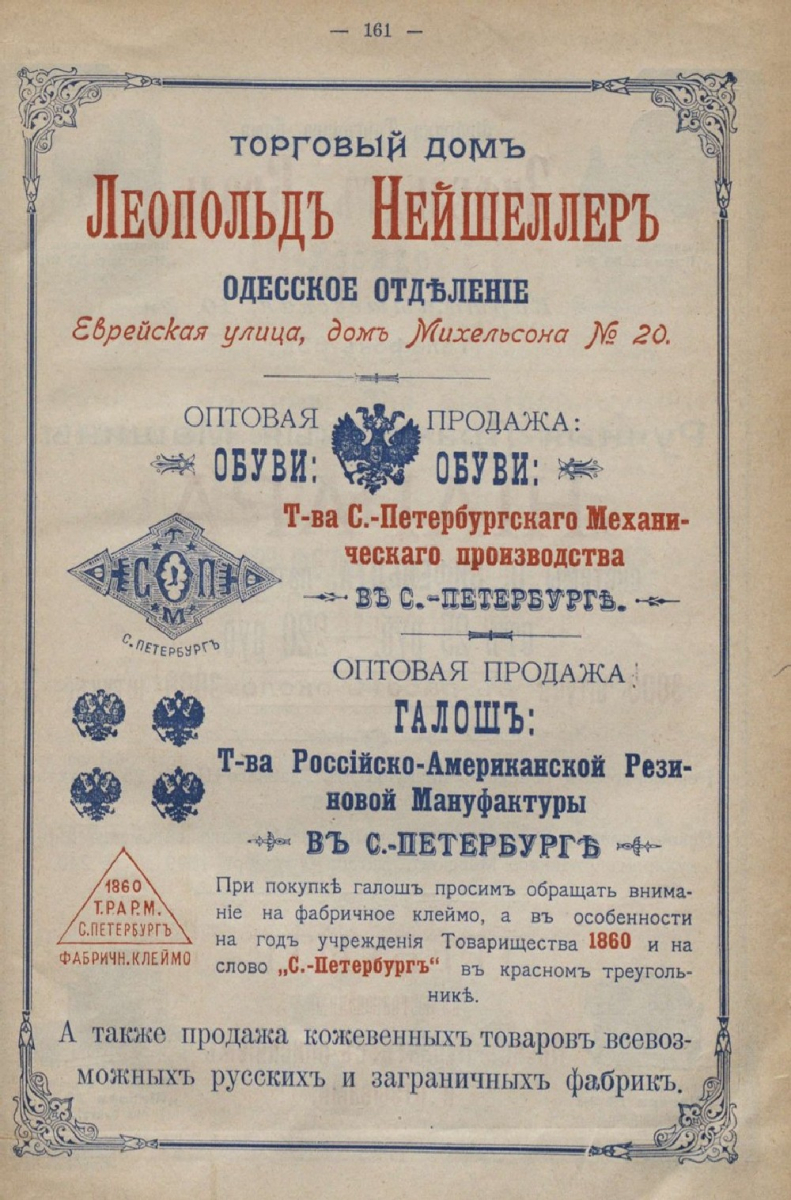 — 161 —
ТОРГОВЫЙ ДОМЪ
ЛЕОПОЛЬДЪ НЕЙШЕЛЛЕРЪ
ОДЕССКОЕ ОТДѢЛЕНІЕ
Еврейская улица, домъ Михельсона № 20.
ОПТОВАЯ ПРОДАЖА:
ОБУВИ: ОБУВИ:
Т-ва С.-Петербургскаго Механи-
ческаго производства
ВЪ С.-ПЕТЕРБУРГѢ.
Т
С П
М
С. ПЕТЕРБУРГЪ
ОПТОВАЯ ПРОДАЖА:
ГАЛОШЪ:
Т-ва Россійско-Американской Рези-
новой Мануфактуры
ВЪ С.-ПЕТЕРБУРГѢ
1860
Т.Р.А.Р.М.
С.ПЕТЕРБУРГЪ
ФАБРИЧН.КЛЕЙМО
При покупкѣ галошъ просимъ обращать внима-
ніе на фабричное клеймо, а въ особенности
на годъ учрежденія Товарищества 1860 и на
слово „С.-Петербургъ“ въ красномъ треуголь-
никѣ.
А также продажа кожевенныхъ товаровъ всевоз-
можныхъ русскихъ и заграничныхъ фабрикъ.